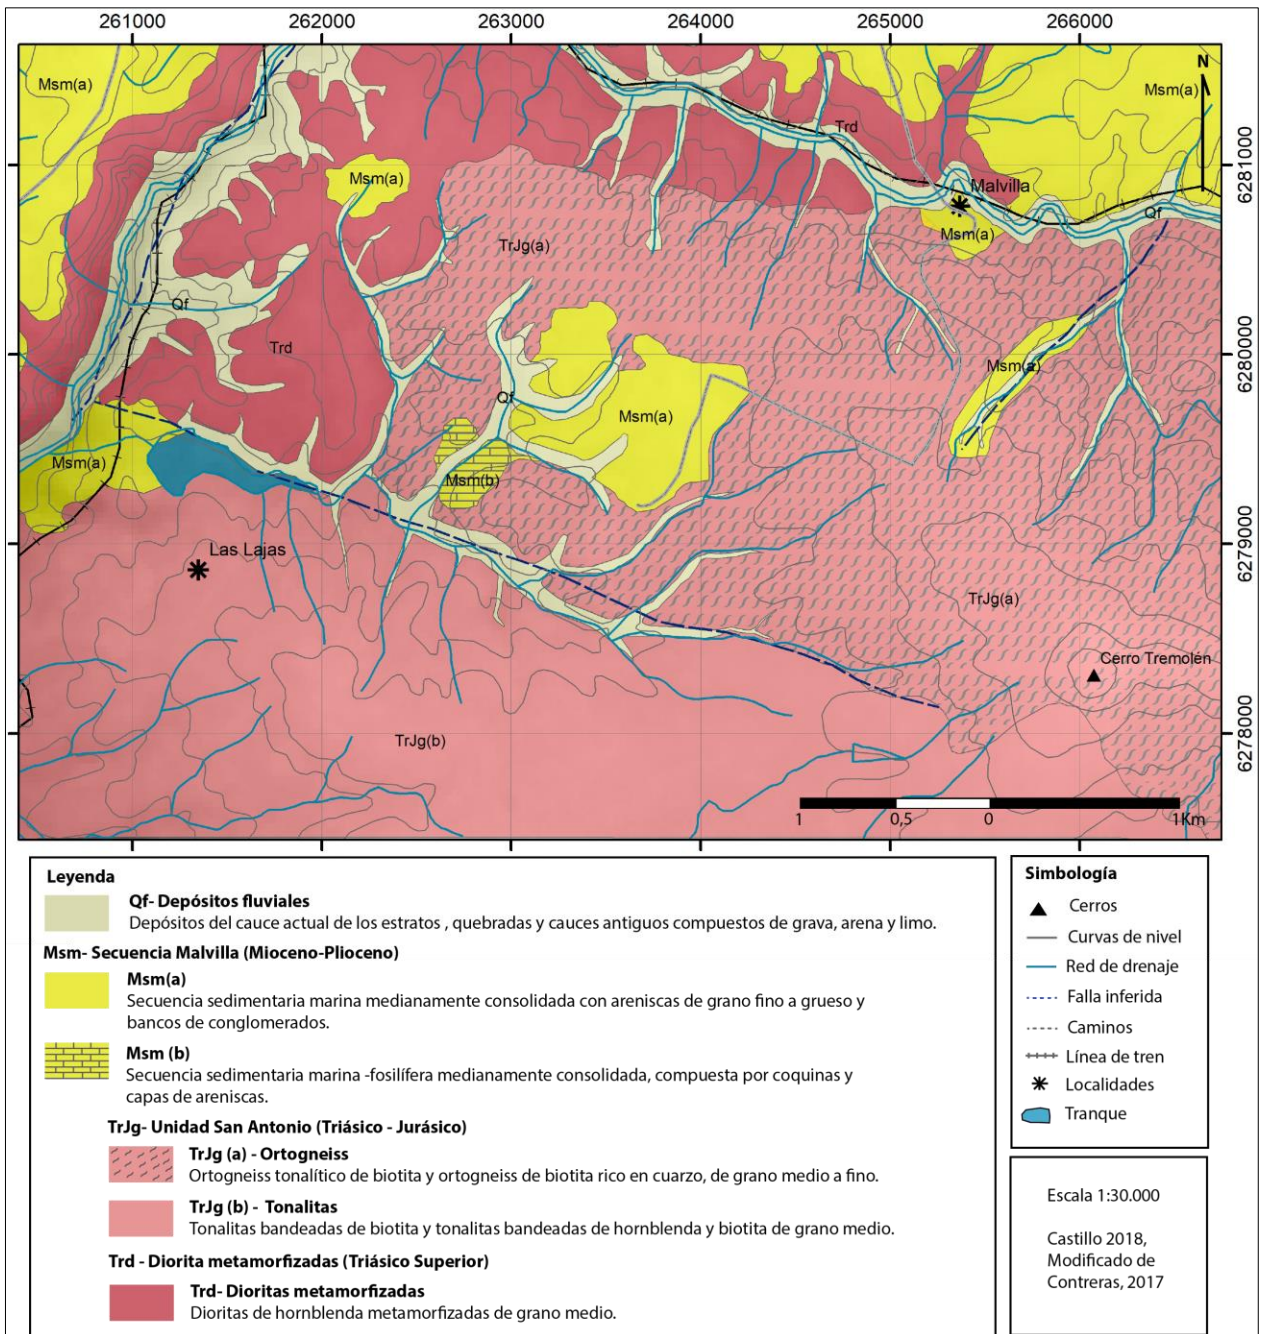 261000 262000 263000 264000 265000 266000
Msm(a)
Msm(a)
N
Trd
6281000
Msm(a)
Malvilla
Qf
Msm(a)
TrJg(a)
Qf
Trd
6280000
Msm(a)
Qf
Msm(a)
Msm(a)
Msm(b)
6279000
Las Lajas
TrJg(a)
Cerro Tremolén
TrJg(b)
6278000
1 0,5 0 1Km
Leyenda
Qf- Depósitos fluviales
Depósitos del cauce actual de los estratos , quebradas y cauces antiguos compuestos de grava, arena y limo.
Msm- Secuencia Malvilla (Mioceno-Plioceno)
Msm(a)
Secuencia sedimentaria marina medianamente consolidada con areniscas de grano fino a grueso y
bancos de conglomerados.
Msm (b)
Secuencia sedimentaria marina -fosilífera medianamente consolidada, compuesta por coquinas y
capas de areniscas.
TrJg- Unidad San Antonio (Triásico - Jurásico)
TrJg (a) - Ortogneiss
Ortogneiss tonalítico de biotita y ortogneiss de biotita rico en cuarzo, de grano medio a fino.
TrJg (b) - Tonalitas
Tonalitas bandeadas de biotita y tonalitas bandeadas de hornblenda y biotita de grano medio.
Trd - Diorita metamorfizadas (Triásico Superior)
Trd- Dioritas metamorfizadas
Dioritas de hornblenda metamorfizadas de grano medio.
Simbología
Cerros
Curvas de nivel
Red de drenaje
Falla inferida
Caminos
Línea de tren
Localidades
Tranque
Escala 1:30.000
Castillo 2018,
Modificado de
Contreras, 2017